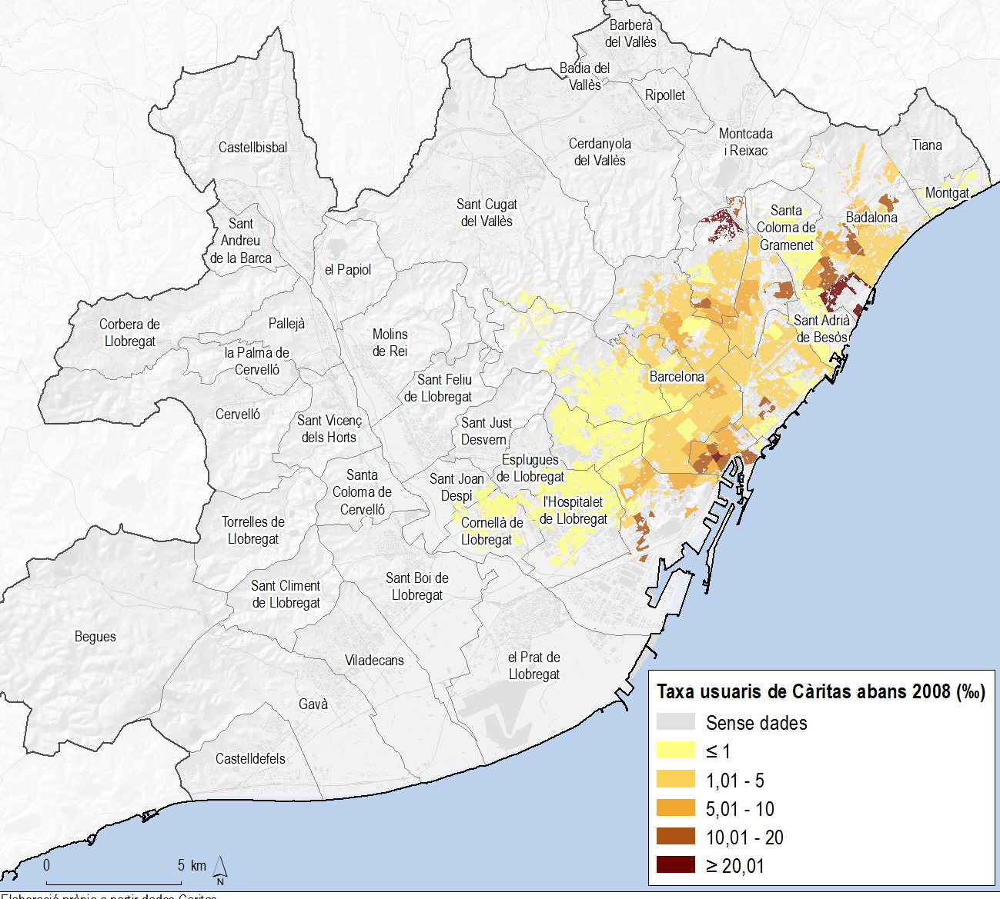 Barberà
del Vallès
Badia del
Vallès
Ripollet
Castellbisbal
Cerdanyola
del Vallès
Montcada
i Reixac
Tiana
Montgat
Sant Cugat
del Vallès
Santa
Coloma de
Gramenet
Badalona
Sant
Andreu
de la Barca
el Papiol
Corbera de
Llobregat
Pallejà
Molins
de Rei
Sant Adrià
de Besòs
la Palma de
Cervelló
Sant Feliu
de Llobregat
Barcelona
Cervelló
Sant Vicenç
dels Horts
Sant Just
Desvern
Esplugues
de Llobregat
Santa
Coloma de
Cervelló
Sant Joan
Despí
l'Hospitalet
de Llobregat
Torrelles de
Llobregat
Cornellà de
Llobregat
Sant Climent
de Llobregat
Sant Boi de
Llobregat
Begues
Viladecans
el Prat de
Llobregat
Gavà
Castelldefels
Taxa usuaris de Càritas abans 2008 (‰)
Sense dades
≤ 1
1,01 - 5
5,01 - 10
10,01 - 20
≥ 20,01
0 5 km
N
Elaboració pròpia a partir dades Caritas